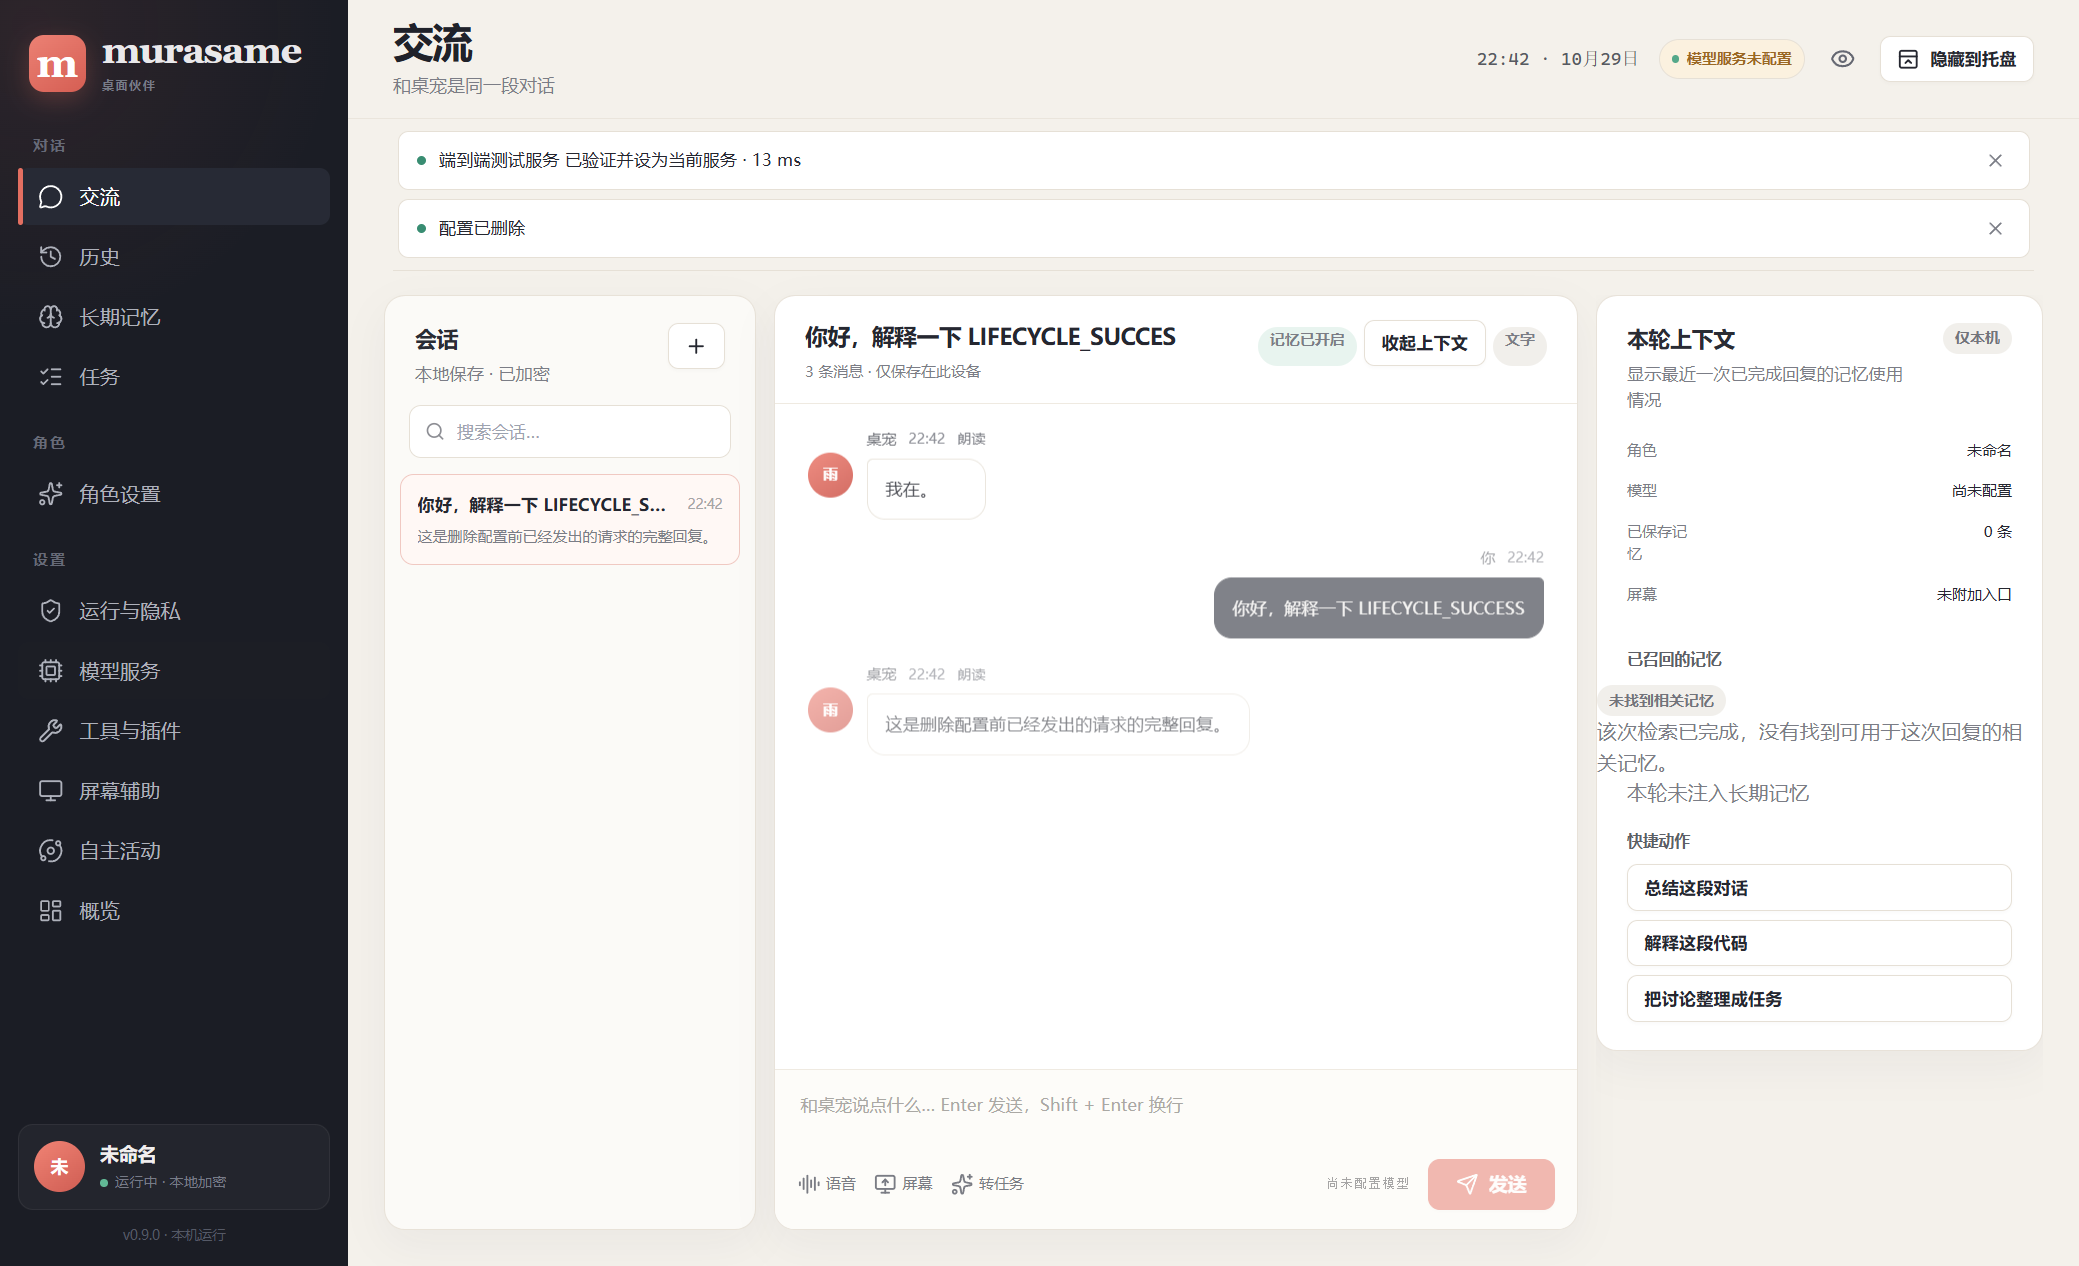 m murasame
桌面伙伴
对话
交流
历史
长期记忆
任务
角色
角色设置
设置
运行与隐私
模型服务
工具与插件
屏幕辅助
自主活动
概览
未
未命名
运行中 · 本地加密
v0.9.0 · 本机运行
交流
和桌宠是同一段对话
22:42 · 10月29日
模型服务未配置
隐藏到托盘
端到端测试服务 已验证并设为当前服务 · 13 ms
配置已删除
会话
本地保存 · 已加密
搜索会话...
你好，解释一下 LIFECYCLE_S... 22:42
这是删除配置前已经发出的请求的完整回复。
你好，解释一下 LIFECYCLE_SUCCES
3 条消息 · 仅保存在此设备
记忆已开启
收起上下文
文字
桌宠 22:42 朗读
雨
我在。
你 22:42
你好，解释一下 LIFECYCLE_SUCCESS
桌宠 22:42 朗读
雨
这是删除配置前已经发出的请求的完整回复。
和桌宠说点什么... Enter 发送，Shift + Enter 换行
语音
屏幕
转任务
尚未配置模型
发送
本轮上下文
仅本机
显示最近一次已完成回复的记忆使用
情况
角色 未命名
模型 尚未配置
已保存记
忆
0 条
屏幕 未附加入口
已召回的记忆
未找到相关记忆
该次检索已完成，没有找到可用于这次回复的相
关记忆。
本轮未注入长期记忆
快捷动作
总结这段对话
解释这段代码
把讨论整理成任务